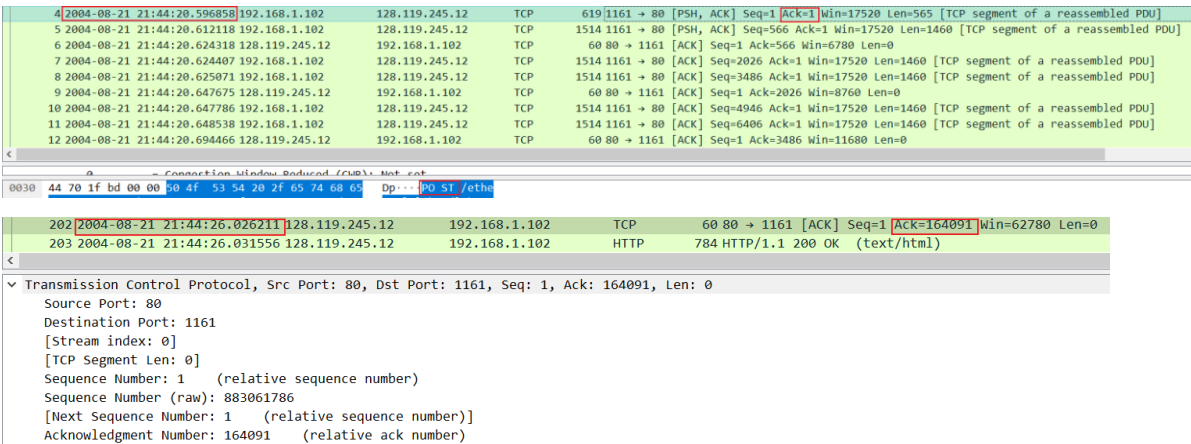 4 2004-08-21 21:44:20.596858 192.168.1.102 128.119.245.12 TCP 619 1161 → 80 [PSH, ACK] Seq=1 Ack=1 Win=17520 Len=565 [TCP segment of a reassembled PDU]
5 2004-08-21 21:44:20.612118 192.168.1.102 128.119.245.12 TCP 1514 1161 → 80 [PSH, ACK] Seq=566 Ack=1 Win=17520 Len=1460 [TCP segment of a reassembled PDU]
6 2004-08-21 21:44:20.624318 128.119.245.12 192.168.1.102 TCP 60 80 → 1161 [ACK] Seq=1 Ack=566 Win=6780 Len=0
7 2004-08-21 21:44:20.624407 192.168.1.102 128.119.245.12 TCP 1514 1161 → 80 [ACK] Seq=2026 Ack=1 Win=17520 Len=1460 [TCP segment of a reassembled PDU]
8 2004-08-21 21:44:20.625071 192.168.1.102 128.119.245.12 TCP 1514 1161 → 80 [ACK] Seq=3486 Ack=1 Win=17520 Len=1460 [TCP segment of a reassembled PDU]
9 2004-08-21 21:44:20.647675 128.119.245.12 192.168.1.102 TCP 60 80 → 1161 [ACK] Seq=1 Ack=2026 Win=8760 Len=0
10 2004-08-21 21:44:20.647786 192.168.1.102 128.119.245.12 TCP 1514 1161 → 80 [ACK] Seq=4946 Ack=1 Win=17520 Len=1460 [TCP segment of a reassembled PDU]
11 2004-08-21 21:44:20.648538 192.168.1.102 128.119.245.12 TCP 1514 1161 → 80 [ACK] Seq=6406 Ack=1 Win=17520 Len=1460 [TCP segment of a reassembled PDU]
12 2004-08-21 21:44:20.694466 128.119.245.12 192.168.1.102 TCP 60 80 → 1161 [ACK] Seq=1 Ack=3486 Win=11680 Len=0
0... .... = Congestion Window Reduced (CWR): Not set
0030 44 70 1f bd 00 00 50 4f 53 54 20 2f 65 74 68 65 Dp····PO ST /ethe
202 2004-08-21 21:44:26.026211 128.119.245.12 192.168.1.102 TCP 60 80 → 1161 [ACK] Seq=1 Ack=164091 Win=62780 Len=0
203 2004-08-21 21:44:26.031556 128.119.245.12 192.168.1.102 HTTP 784 HTTP/1.1 200 OK (text/html)
Transmission Control Protocol, Src Port: 80, Dst Port: 1161, Seq: 1, Ack: 164091, Len: 0
Source Port: 80
Destination Port: 1161
[Stream index: 0]
[TCP Segment Len: 0]
Sequence Number: 1 (relative sequence number)
Sequence Number (raw): 883061786
[Next Sequence Number: 1 (relative sequence number)]
Acknowledgment Number: 164091 (relative ack number)